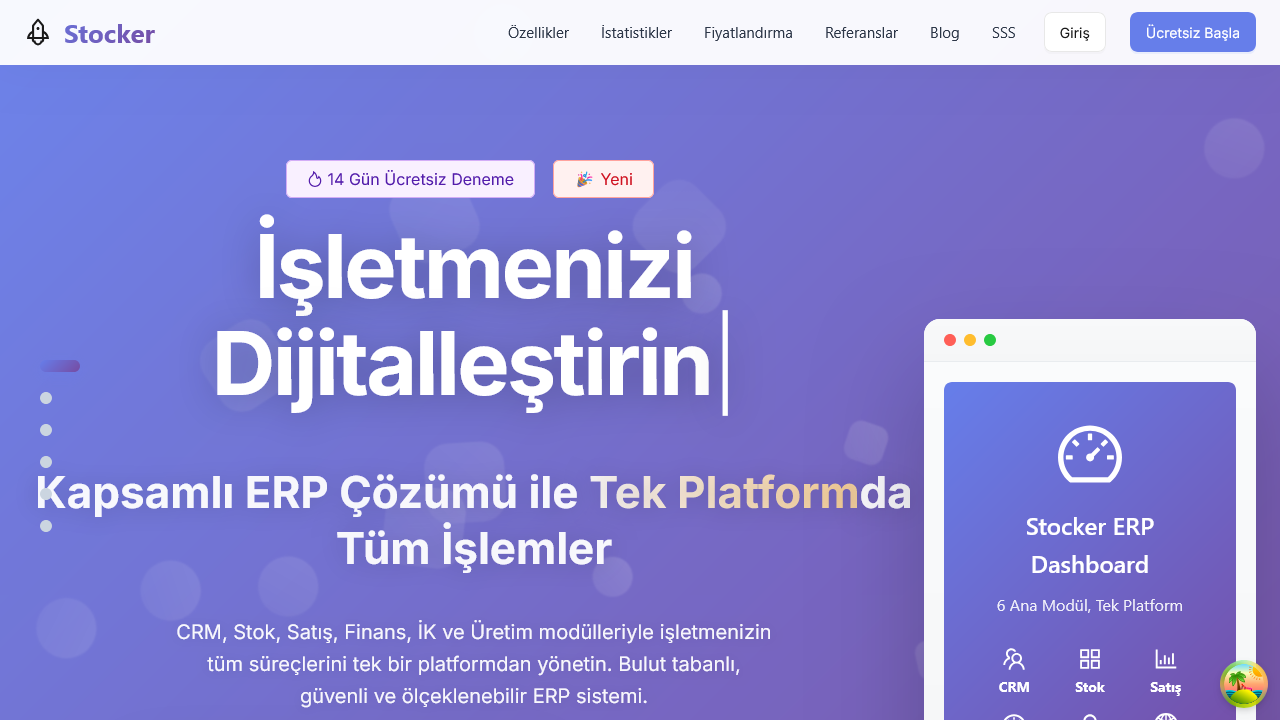 Stocker
Özellikler
İstatistikler
Fiyatlandırma
Referanslar
Blog
SSS
Giriş
Ücretsiz Başla
14 Gün Ücretsiz Deneme
🎉 Yeni
İşletmenizi
Dijitalleştirin
Kapsamlı ERP Çözümü ile Tek Platformda
Tüm İşlemler
CRM, Stok, Satış, Finans, İK ve Üretim modülleriyle işletmenizin
tüm süreçlerini tek bir platformdan yönetin. Bulut tabanlı,
güvenli ve ölçeklenebilir ERP sistemi.
Stocker ERP
Dashboard
6 Ana Modül, Tek Platform
CRM
Stok
Satış